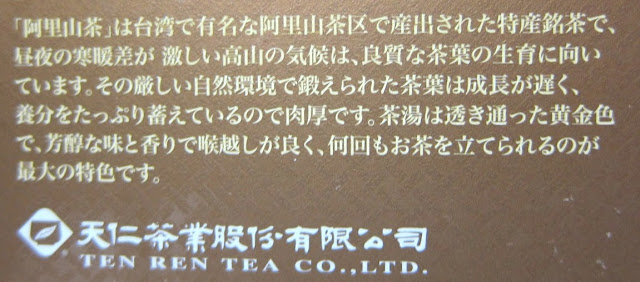 「阿里山茶」は台湾で有名な阿里山茶区で産出された特産銘茶で、
昼夜の寒暖差が 激しい高山の気候は、良質な茶葉の生育に向い
ています。その厳しい自然環境で鍛えられた茶葉は成長が遅く、
養分をたっぷり蓄えているので肉厚です。茶湯は透き通った黄金色
で、芳醇な味と香りで喉越しが良く、何回もお茶を立てられるのが
最大の特色です。
天仁茶業股份有限公司
TEN REN TEA CO.,LTD.